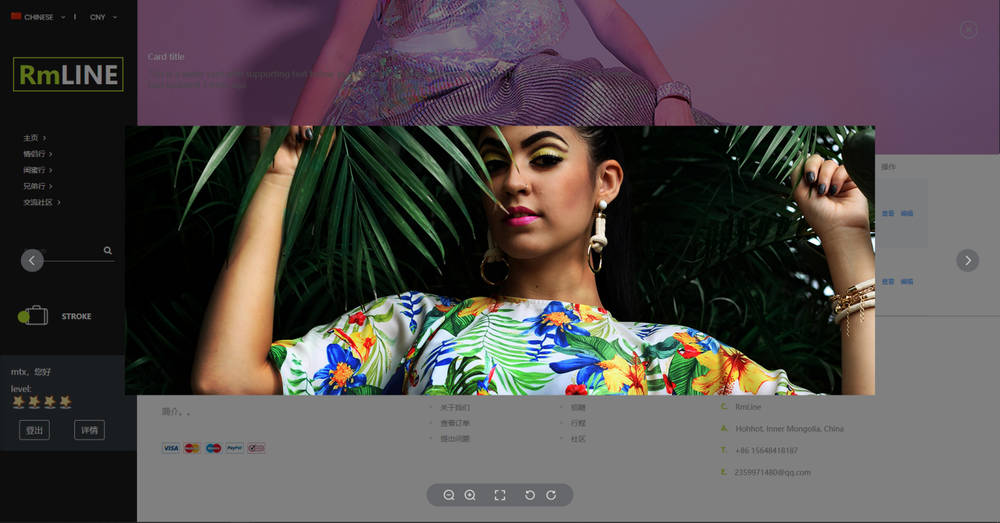 CHINESE
CNY
RmLINE
主页
情侣行
闺蜜行
兄弟行
交流社区
STROKE
mtx，您好
level:
登出
详情
Card title
This is a wider card with supporting text below
Last updated 3 mins ago
操作
查看 编辑
查看 编辑
简介。。
VISA
PayPal
关于我们
查看订单
提出问题
招聘
行程
社区
C. RmLine
A. Hohhot, Inner Mongolia, China
T. +86 15648418187
E. 2359971480@qq.com